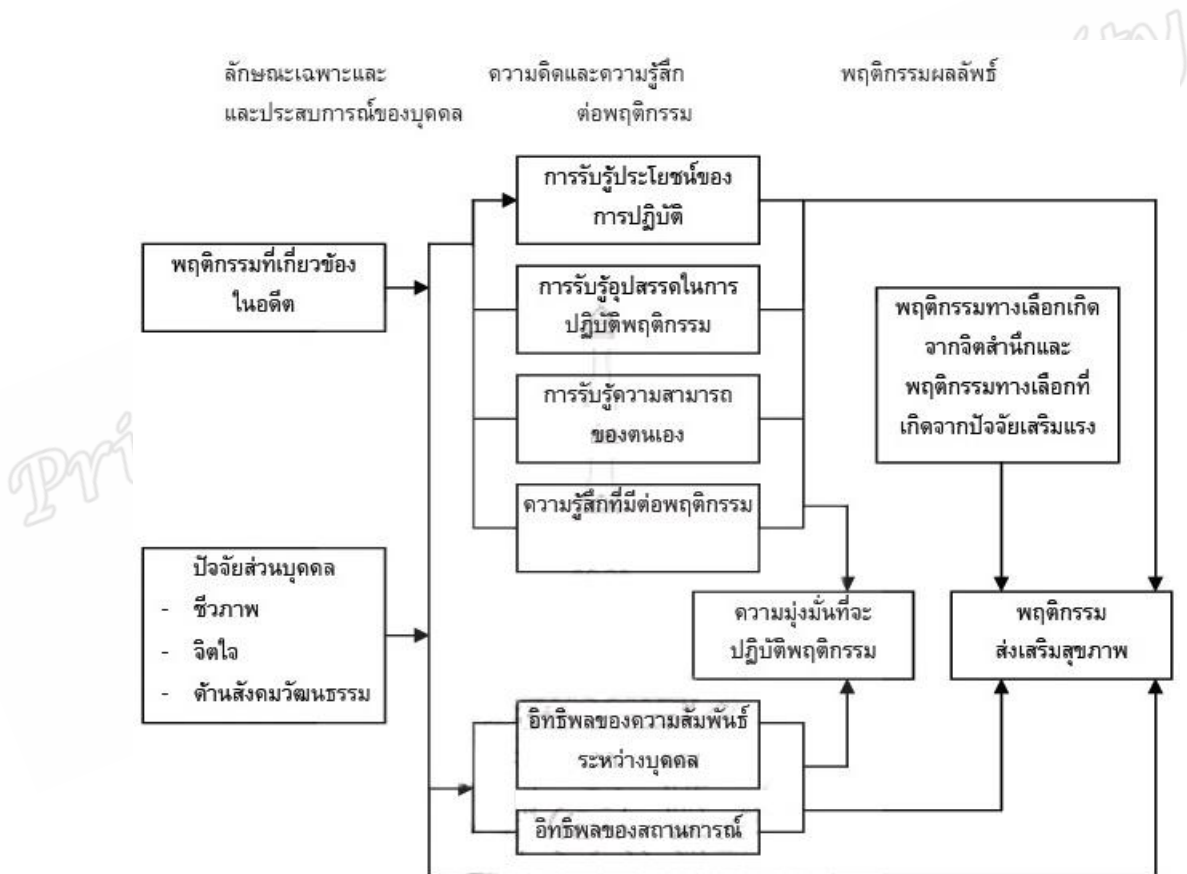 ลักษณะเฉพาะและ
และประสบการณ์ของบุคคล
ความคิดและความรู้สึก
ต่อพฤติกรรม
พฤติกรรมผลลัพธ์
การรับรู้ประโยชน์ของ
การปฏิบัติ
พฤติกรรมที่เกี่ยวข้อง
ในอดีต
การรับรู้อุปสรรคในการ
ปฏิบัติพฤติกรรม
พฤติกรรมทางเลือกเกิด
จากจิตสำนึกและ
พฤติกรรมทางเลือกที่
เกิดจากปัจจัยเสริมแรง
การรับรู้ความสามารถ
ของตนเอง
ความรู้สึกที่มีต่อพฤติกรรม
ปัจจัยส่วนบุคคล
- ชีวภาพ
- จิตใจ
- ด้านสังคมวัฒนธรรม
ความมุ่งมั่นที่จะ
ปฏิบัติพฤติกรรม
พฤติกรรม
ส่งเสริมสุขภาพ
อิทธิพลของความสัมพันธ์
ระหว่างบุคคล
อิทธิพลของสถานการณ์